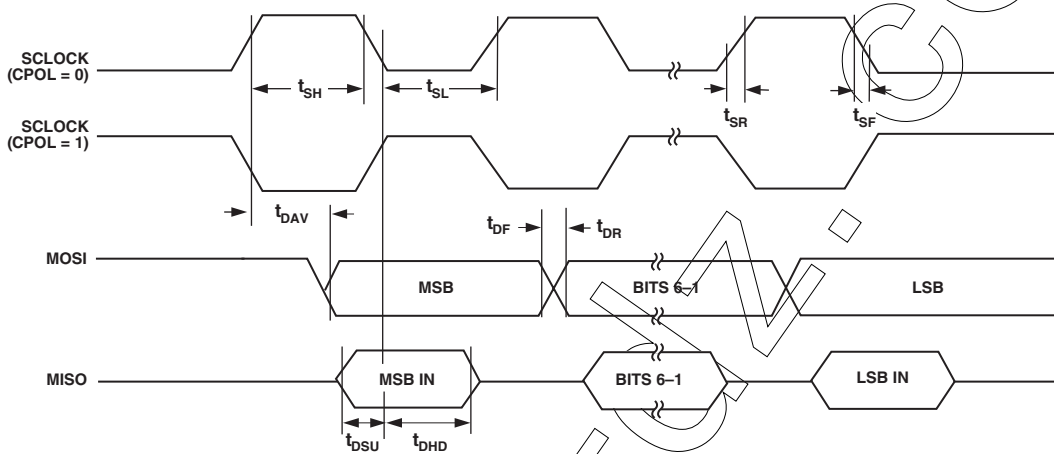 SCLOCK
(CPOL = 0)
tSH
tSL
tSR
tSF
SCLOCK
(CPOL = 1)
tDAV
tDF
tDR
MOSI
MSB
BITS 6–1
LSB
MISO
MSB IN
BITS 6–1
LSB IN
tDSU
tDHD